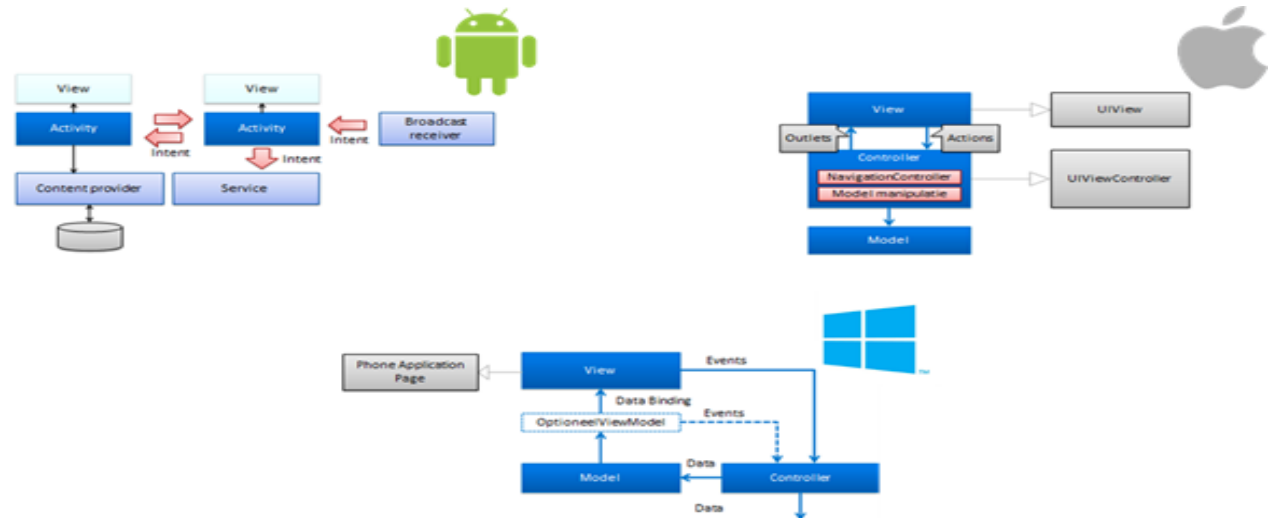 View
View
Activity
Activity
Intent
Intent
Broadcast
receiver
Intent
Content provider
Service
View
UIView
Outlets
Actions
Controller
NavigationController
Model manipulatie
UIViewController
Model
Phone Application
Page
View
Events
Data Binding
OptioneelViewModel
Events
Model
Data
Controller
Data
TM